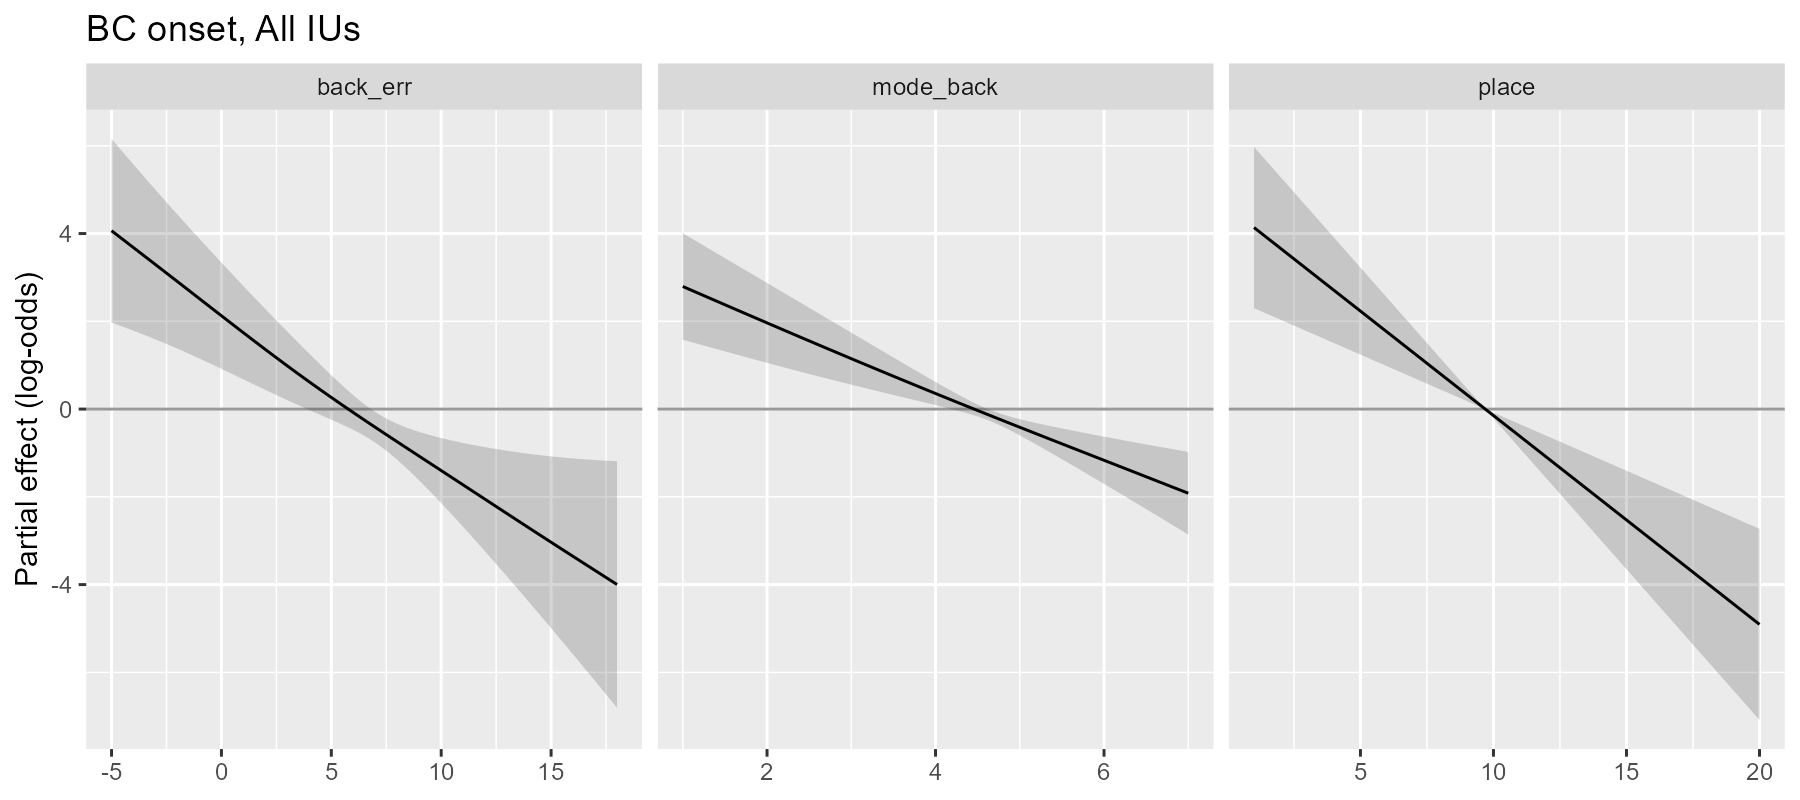 BC onset, All IUs
back_err
mode_back
place
Partial effect (log-odds)
4
0
-4
-5 0 5 10 15
2 4 6
5 10 15 20